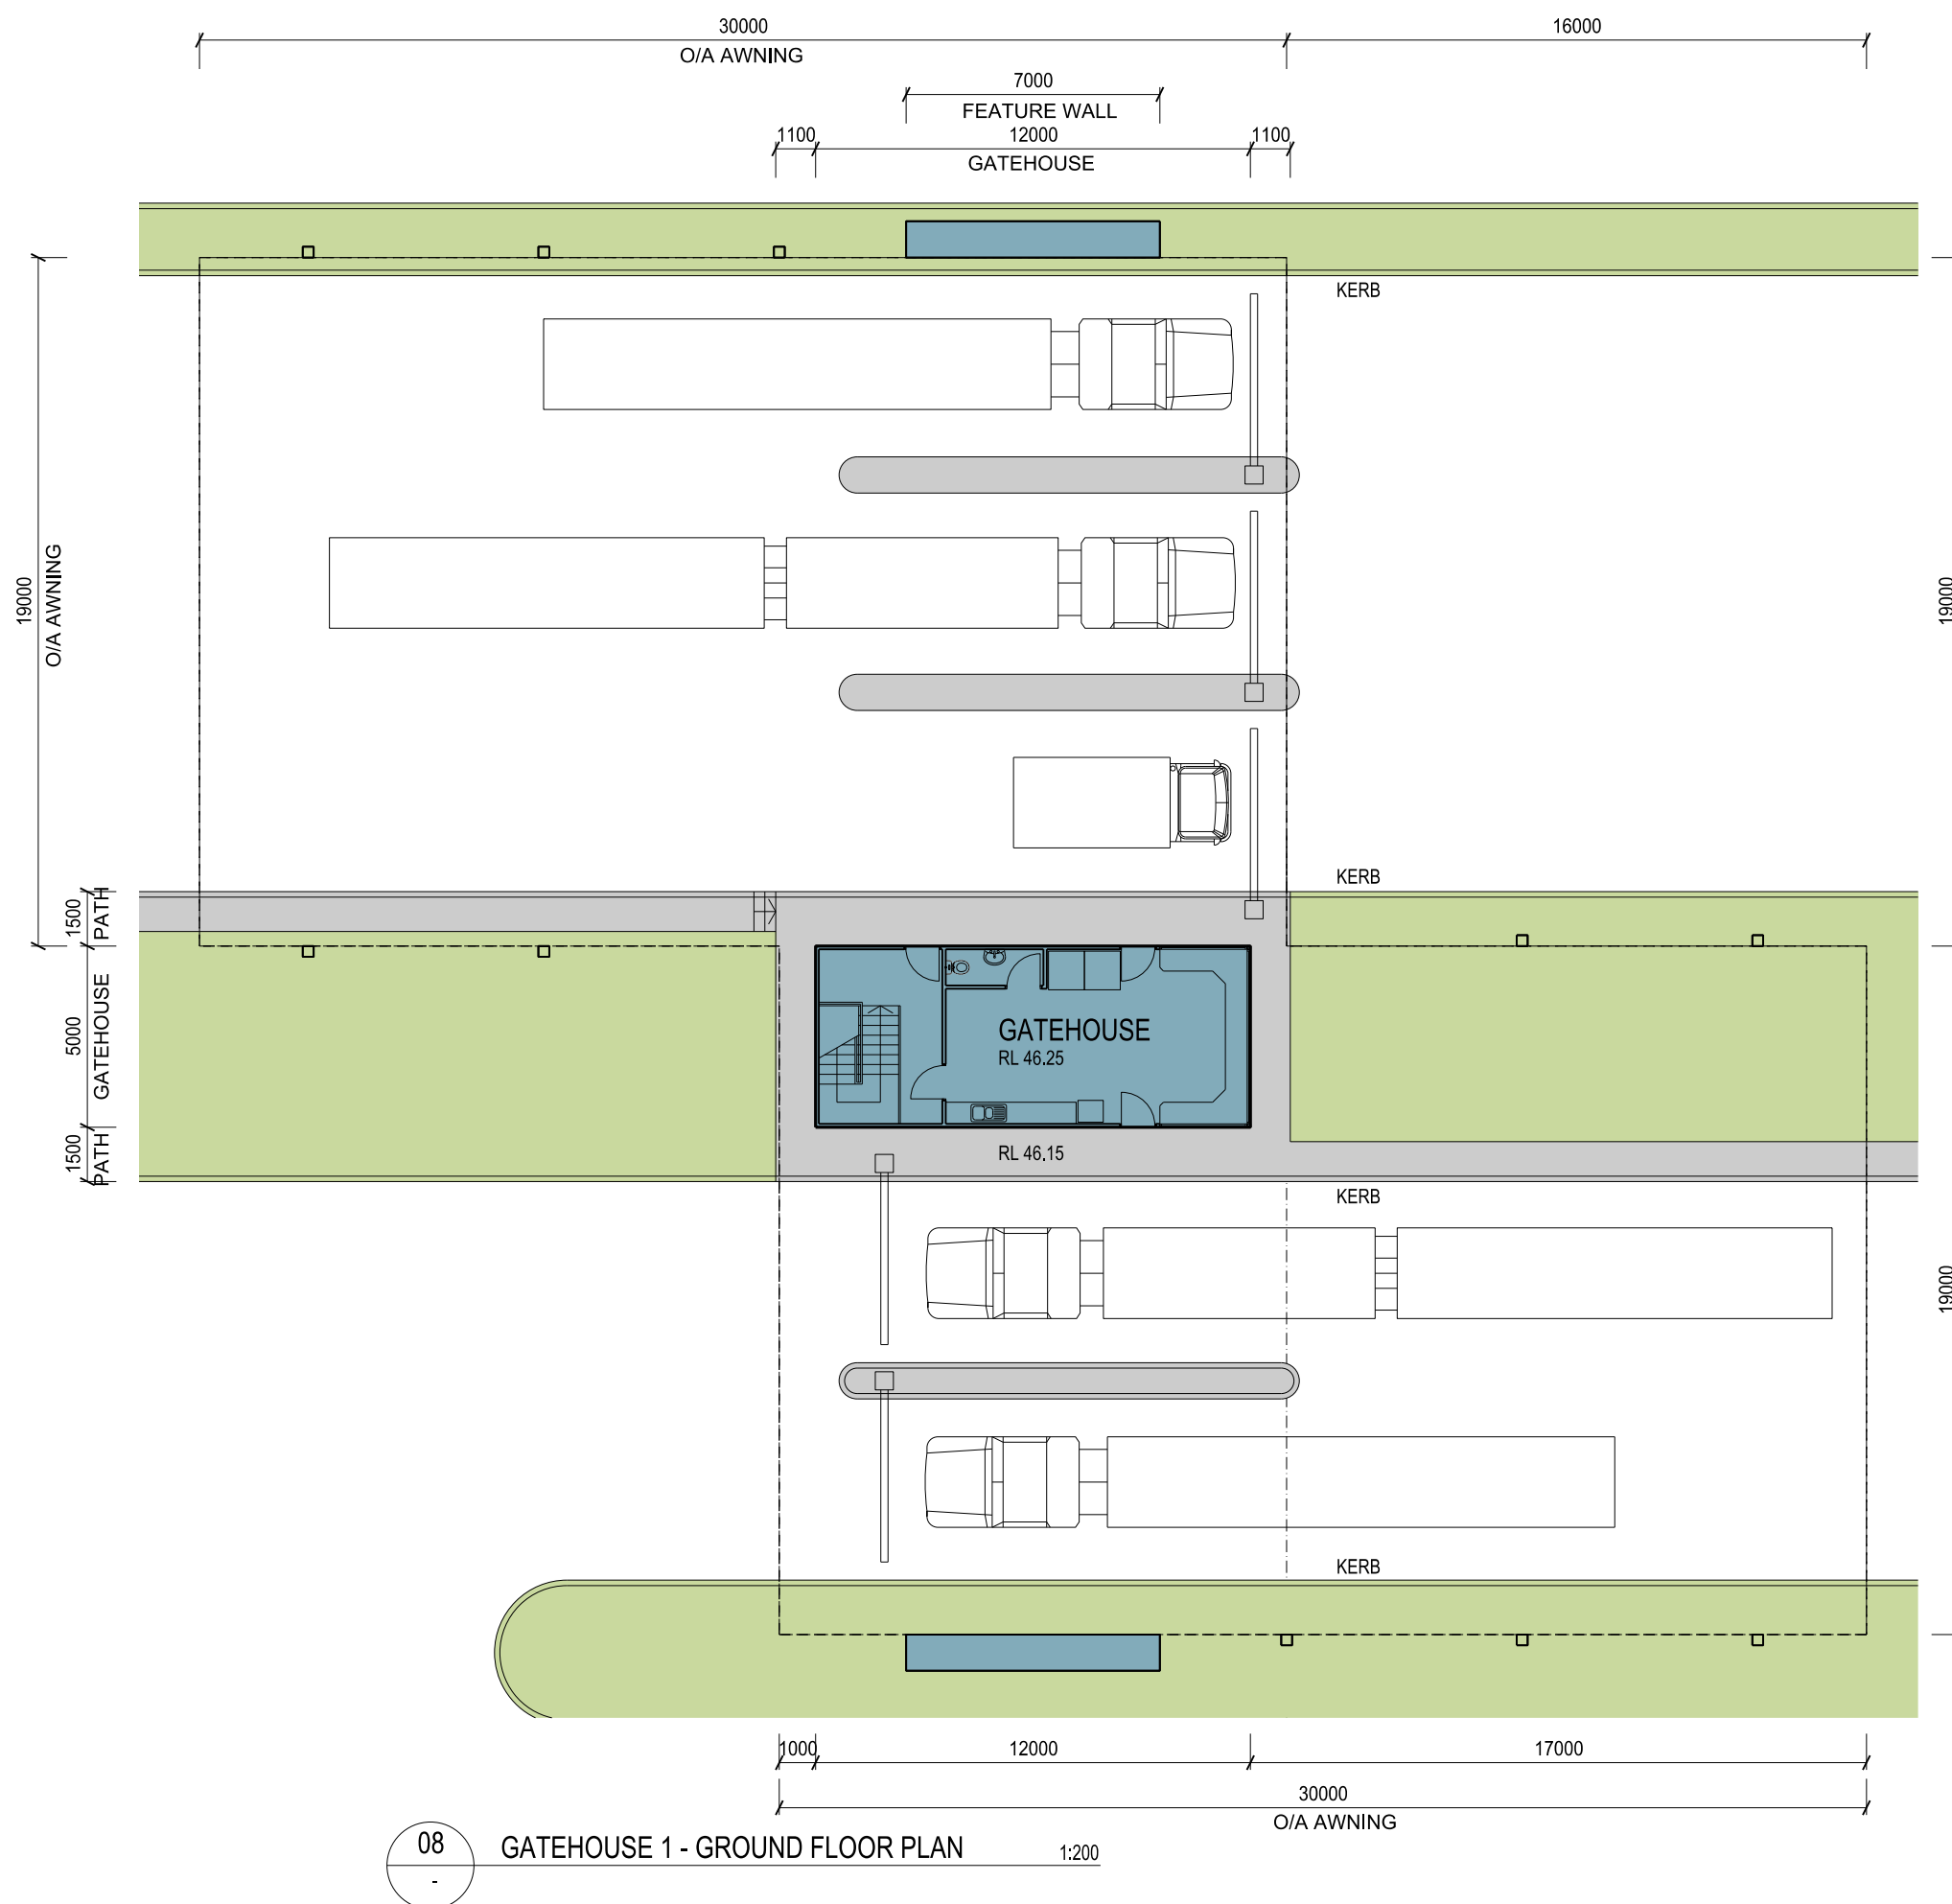 30000
16000
O/A AWNING
7000
FEATURE WALL
1100
12000
1100
GATEHOUSE
KERB
19000
O/A AWNING
19000
KERB
1500
PATH
5000
GATEHOUSE
GATEHOUSE
RL 46.25
1500
PATH
RL 46.15
KERB
19000
KERB
1000
12000
17000
30000
O/A AWNING
08
GATEHOUSE 1 - GROUND FLOOR PLAN
1:200
-